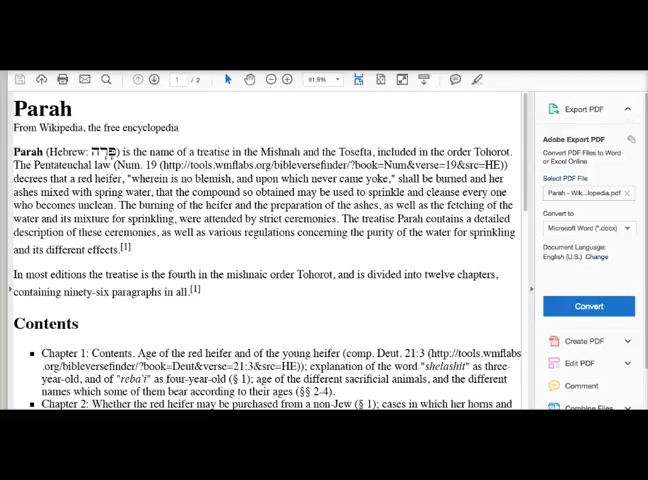 1 / 2
91.9%
Parah
From Wikipedia, the free encyclopedia
Parah (Hebrew: פָּרָה) is the name of a treatise in the Mishnah and the Tosefta, included in the order Tohorot.
The Pentateuchal law (Num. 19 (http://tools.wmflabs.org/bibleversefinder/?book=Num&verse=19&src=HE))
decrees that a red heifer, "wherein is no blemish, and upon which never came yoke," shall be burned and her
ashes mixed with spring water, that the compound so obtained may be used to sprinkle and cleanse every one
who becomes unclean. The burning of the heifer and the preparation of the ashes, as well as the fetching of the
water and its mixture for sprinkling, were attended by strict ceremonies. The treatise Parah contains a detailed
description of these ceremonies, as well as various regulations concerning the purity of the water for sprinkling
and its different effects.[1]
In most editions the treatise is the fourth in the mishnaic order Tohorot, and is divided into twelve chapters,
containing ninety-six paragraphs in all.[1]
Contents
Chapter 1: Contents. Age of the red heifer and of the young heifer (comp. Deut. 21:3 (http://tools.wmflabs
.org/bibleversefinder/?book=Deut&verse=21:3&src=HE)); explanation of the word "shelashit" as three-
year-old, and of "reba'i" as four-year-old (§ 1); age of the different sacrificial animals, and the different
names which some of them bear according to their ages (§§ 2-4).
Chapter 2: Whether the red heifer may be purchased from a non-Jew (§ 1); cases in which her horns and
Export PDF
Adobe Export PDF
Convert PDF Files to Word
or Excel Online
Select PDF File
Parah - Wik...lopedia.pdf
Convert to
Microsoft Word (*.docx)
Document Language:
English (U.S.) Change
Convert
Create PDF
Edit PDF
Comment
Combine Files